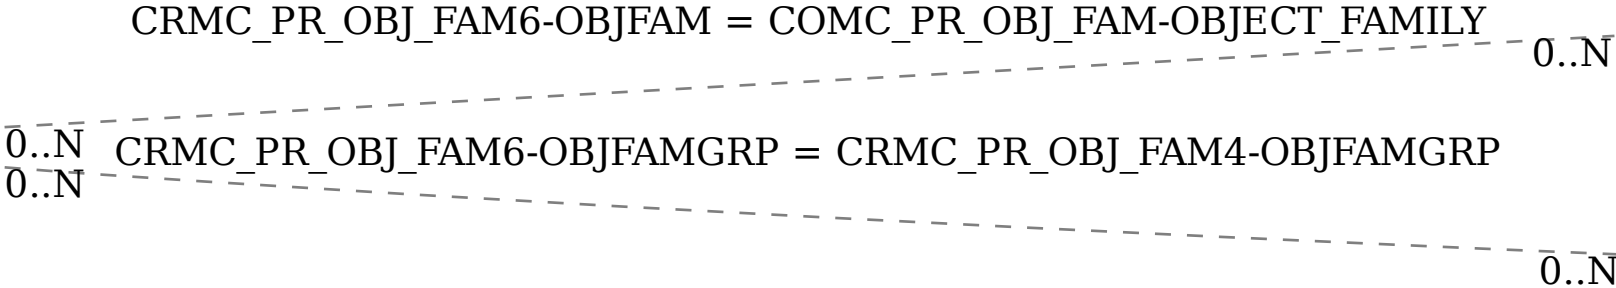 CRMC_PR_OBJ_FAM6-OBJFAM = COMC_PR_OBJ_FAM-OBJECT_FAMILY
0..N
0..N
CRMC_PR_OBJ_FAM6-OBJFAMGRP = CRMC_PR_OBJ_FAM4-OBJFAMGRP
0..N
0..N